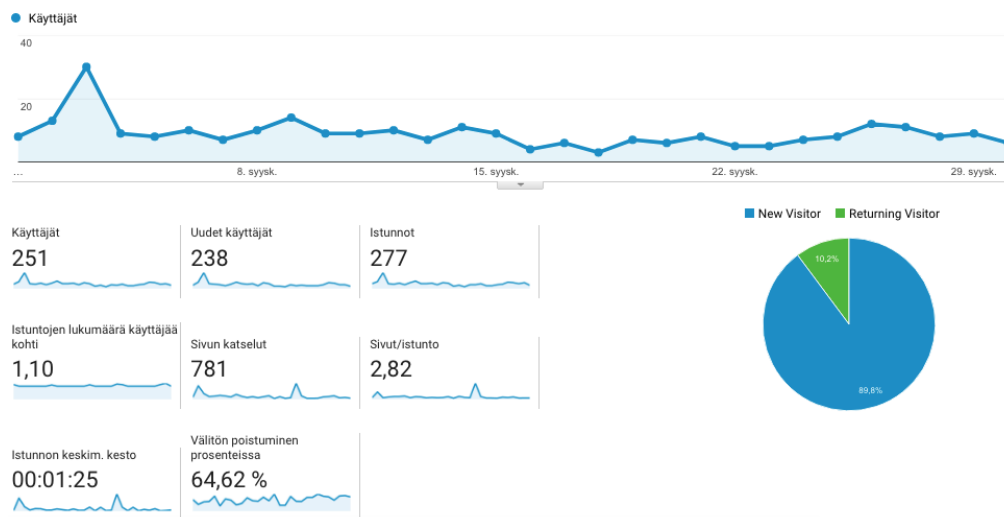 Käyttäjät
40
20
...
8. syysk.
15. syysk.
22. syysk.
29. syysk.
New Visitor
Returning Visitor
Käyttäjät
251
Uudet käyttäjät
238
Istunnot
277
10,2%
89,8%
Istuntojen lukumäärä käyttäjää
kohti
1,10
Sivun katselut
781
Sivut/istunto
2,82
Istunnon keskim. kesto
00:01:25
Välitön poistuminen
prosenteissa
64,62 %